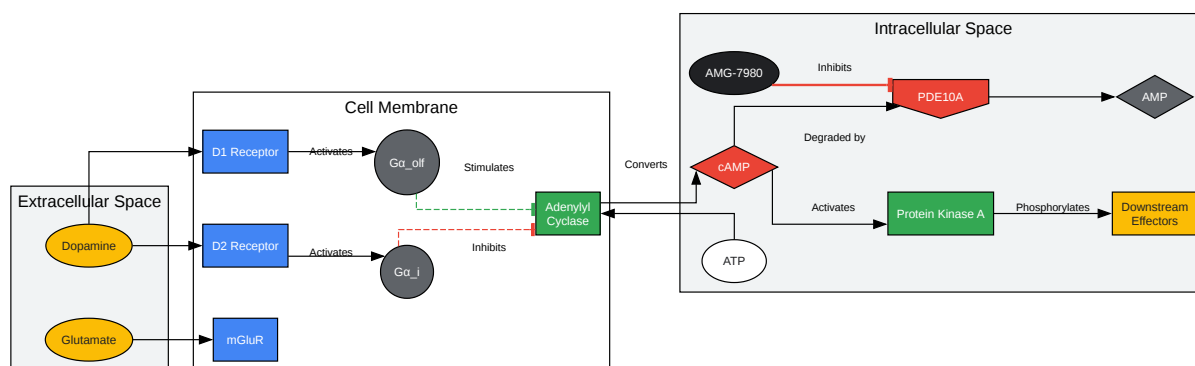 Extracellular Space
Dopamine
Glutamate
Cell Membrane
D1 Receptor
Activates
Gα_olf
Stimulates
D2 Receptor
Activates
Gα_i
Inhibits
mGluR
Adenylyl
Cyclase
Converts
Intracellular Space
AMG-7980
Inhibits
PDE10A
AMP
Degraded by
cAMP
Activates
Protein Kinase A
Phosphorylates
Downstream
Effectors
ATP